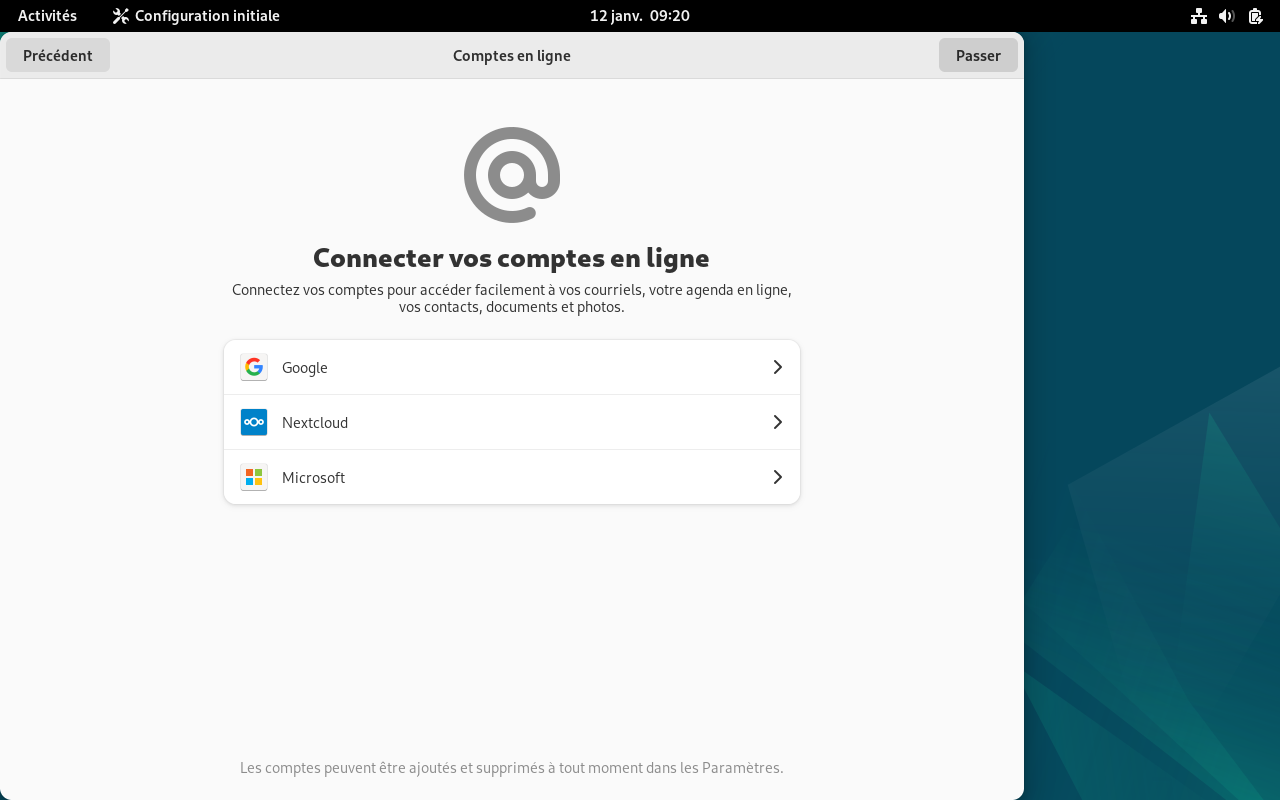 Activités
Configuration initiale
12 janv.  09:20
Précédent
Comptes en ligne
Passer
Connecter vos comptes en ligne
Connectez vos comptes pour accéder facilement à vos courriels, votre agenda en ligne,
vos contacts, documents et photos.
Google
Nextcloud
Microsoft
Les comptes peuvent être ajoutés et supprimés à tout moment dans les Paramètres.